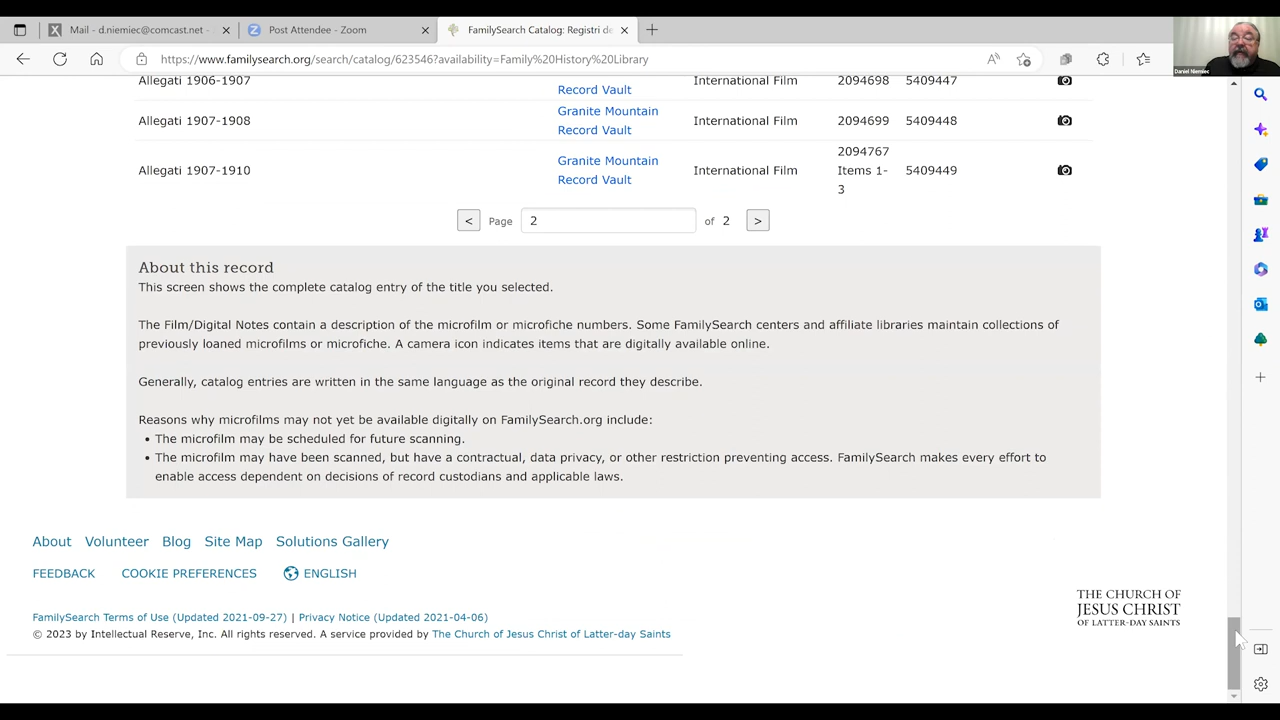 Mail - d.niemiec@comcast.net -
Post Attendee - Zoom
FamilySearch Catalog: Registri de
https://www.familysearch.org/search/catalog/623546?availability=Family%20History%20Library
Daniel Niemiec
Allegati 1906-1907
Record Vault
International Film
2094698
5409447
Allegati 1907-1908
Granite Mountain
Record Vault
International Film
2094699
5409448
Allegati 1907-1910
Granite Mountain
Record Vault
International Film
2094767
Items 1-
3
5409449
< Page 2 of 2 >
About this record
This screen shows the complete catalog entry of the title you selected.
The Film/Digital Notes contain a description of the microfilm or microfiche numbers. Some FamilySearch centers and affiliate libraries maintain collections of
previously loaned microfilms or microfiche. A camera icon indicates items that are digitally available online.
Generally, catalog entries are written in the same language as the original record they describe.
Reasons why microfilms may not yet be available digitally on FamilySearch.org include:
• The microfilm may be scheduled for future scanning.
• The microfilm may have been scanned, but have a contractual, data privacy, or other restriction preventing access. FamilySearch makes every effort to
enable access dependent on decisions of record custodians and applicable laws.
About Volunteer Blog Site Map Solutions Gallery
FEEDBACK COOKIE PREFERENCES ENGLISH
FamilySearch Terms of Use (Updated 2021-09-27) | Privacy Notice (Updated 2021-04-06)
© 2023 by Intellectual Reserve, Inc. All rights reserved. A service provided by The Church of Jesus Christ of Latter-day Saints
THE CHURCH OF
JESUS CHRIST
OF LATTER-DAY SAINTS